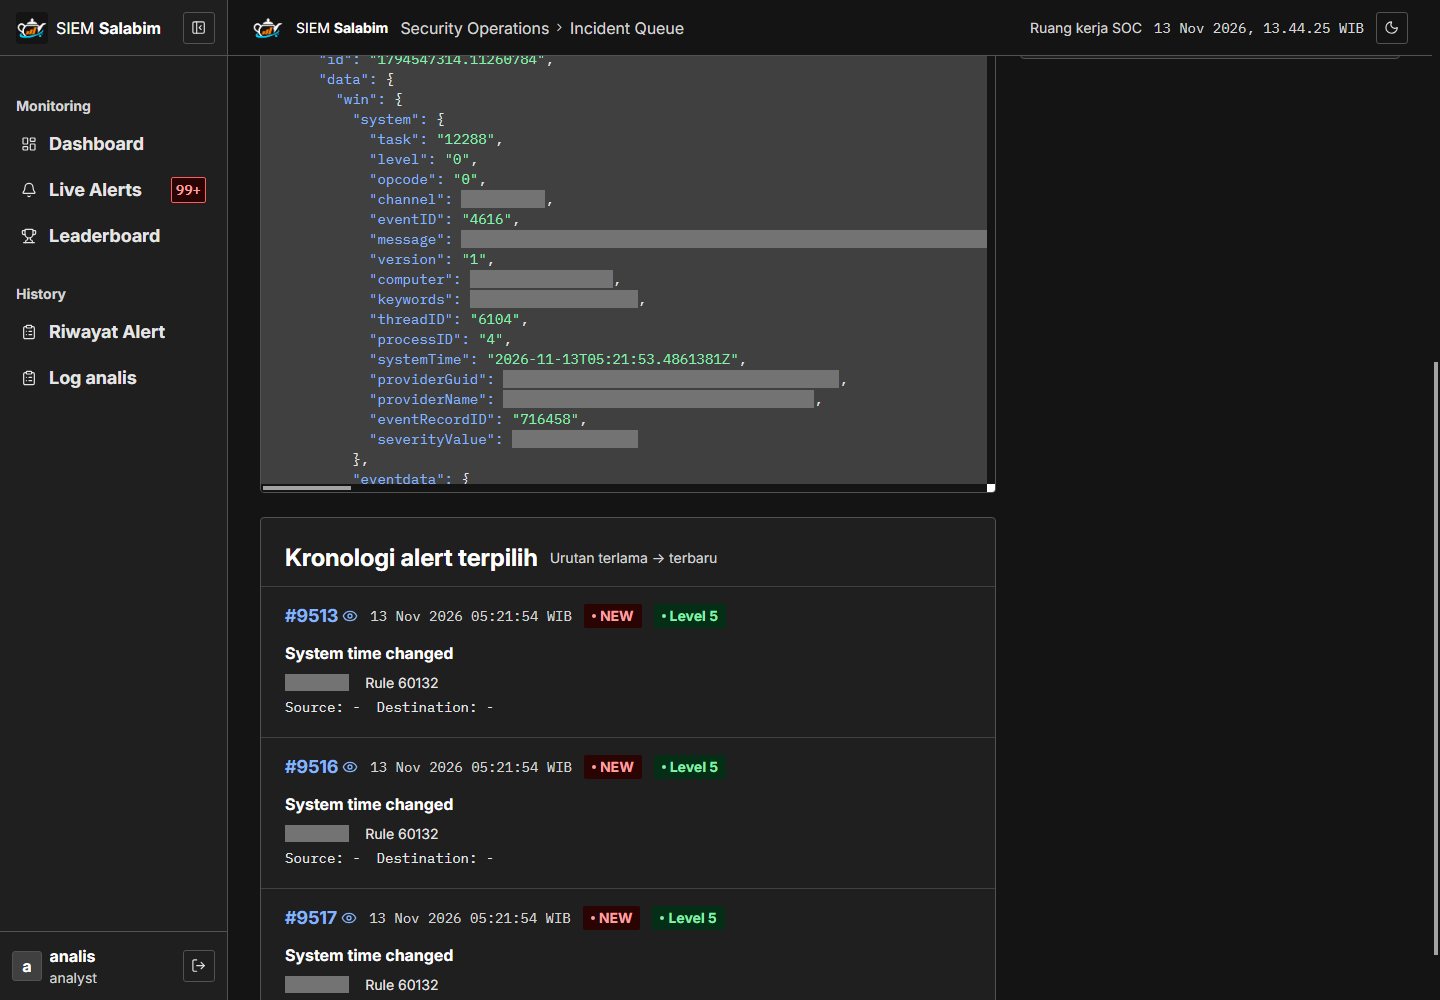 SIEM Salabim
SIEM Salabim Security Operations › Incident Queue
Ruang kerja SOC 13 Nov 2026, 13.44.25 WIB
Monitoring
Dashboard
Live Alerts 99+
Leaderboard
History
Riwayat Alert
Log analis
a analis
analyst
"id": "1794547314.11260784",
"data": {
"win": {
"system": {
"task": "12288",
"level": "0",
"opcode": "0",
"channel": ,
"eventID": "4616",
"message":
"version": "1",
"computer": ,
"keywords": ,
"threadID": "6104",
"processID": "4",
"systemTime": "2026-11-13T05:21:53.4861381Z",
"providerGuid": ,
"providerName": ,
"eventRecordID": "716458",
"severityValue":
},
"eventdata": {
Kronologi alert terpilih Urutan terlama → terbaru
#9513 13 Nov 2026 05:21:54 WIB • NEW • Level 5
System time changed
Rule 60132
Source: - Destination: -
#9516 13 Nov 2026 05:21:54 WIB • NEW • Level 5
System time changed
Rule 60132
Source: - Destination: -
#9517 13 Nov 2026 05:21:54 WIB • NEW • Level 5
System time changed
Rule 60132